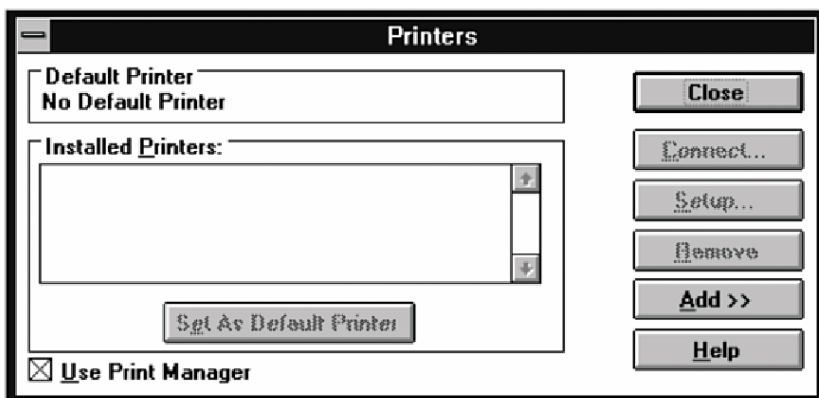 Printers
Default Printer
No Default Printer
Installed Printers:
Set As Default Printer
Use Print Manager
Close
Connect...
Setup...
Remove
Add >>
Help